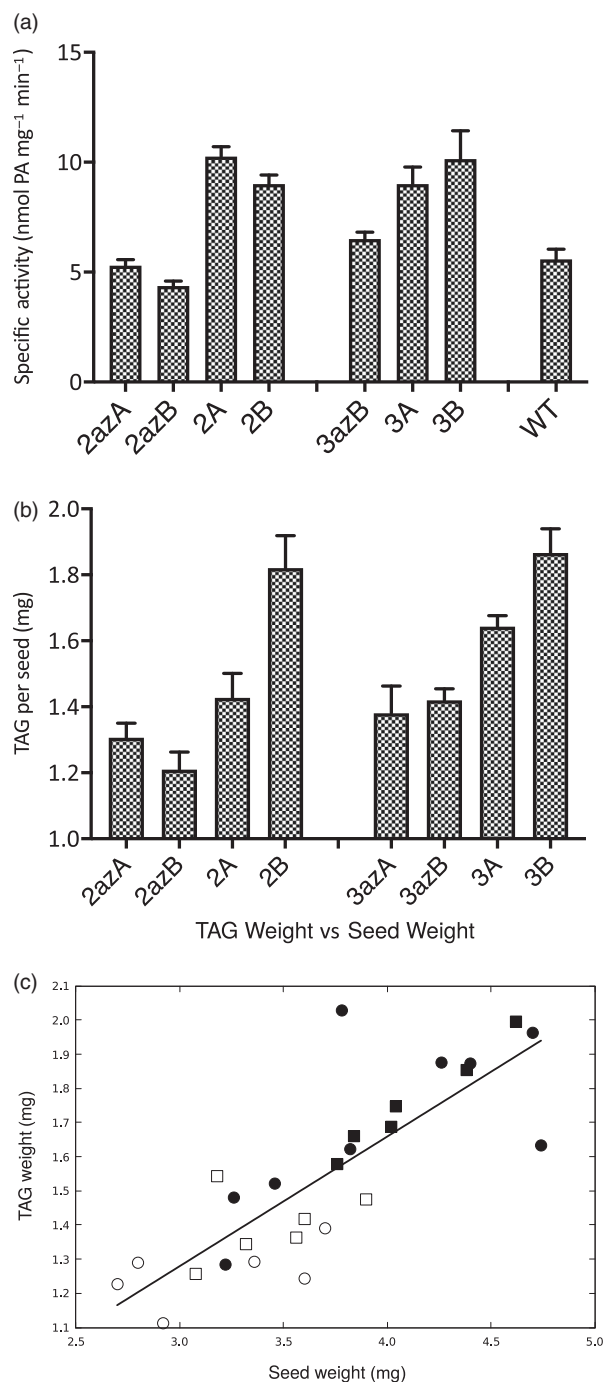 (a)
15
10
5
0
Specific activity (nmol PA mg⁻¹ min⁻¹)
2azA 2azB 2A 2B 3azB 3A 3B WT
(b)
2.0
1.8
1.6
1.4
1.2
1.0
TAG per seed (mg)
2azA 2azB 2A 2B 3azA 3azB 3A 3B
TAG Weight vs Seed Weight
(c)
2.1
2.0
1.9
1.8
1.7
1.6
1.5
1.4
1.3
1.2
1.1
TAG weight (mg)
2.5 3.0 3.5 4.0 4.5 5.0
Seed weight (mg)